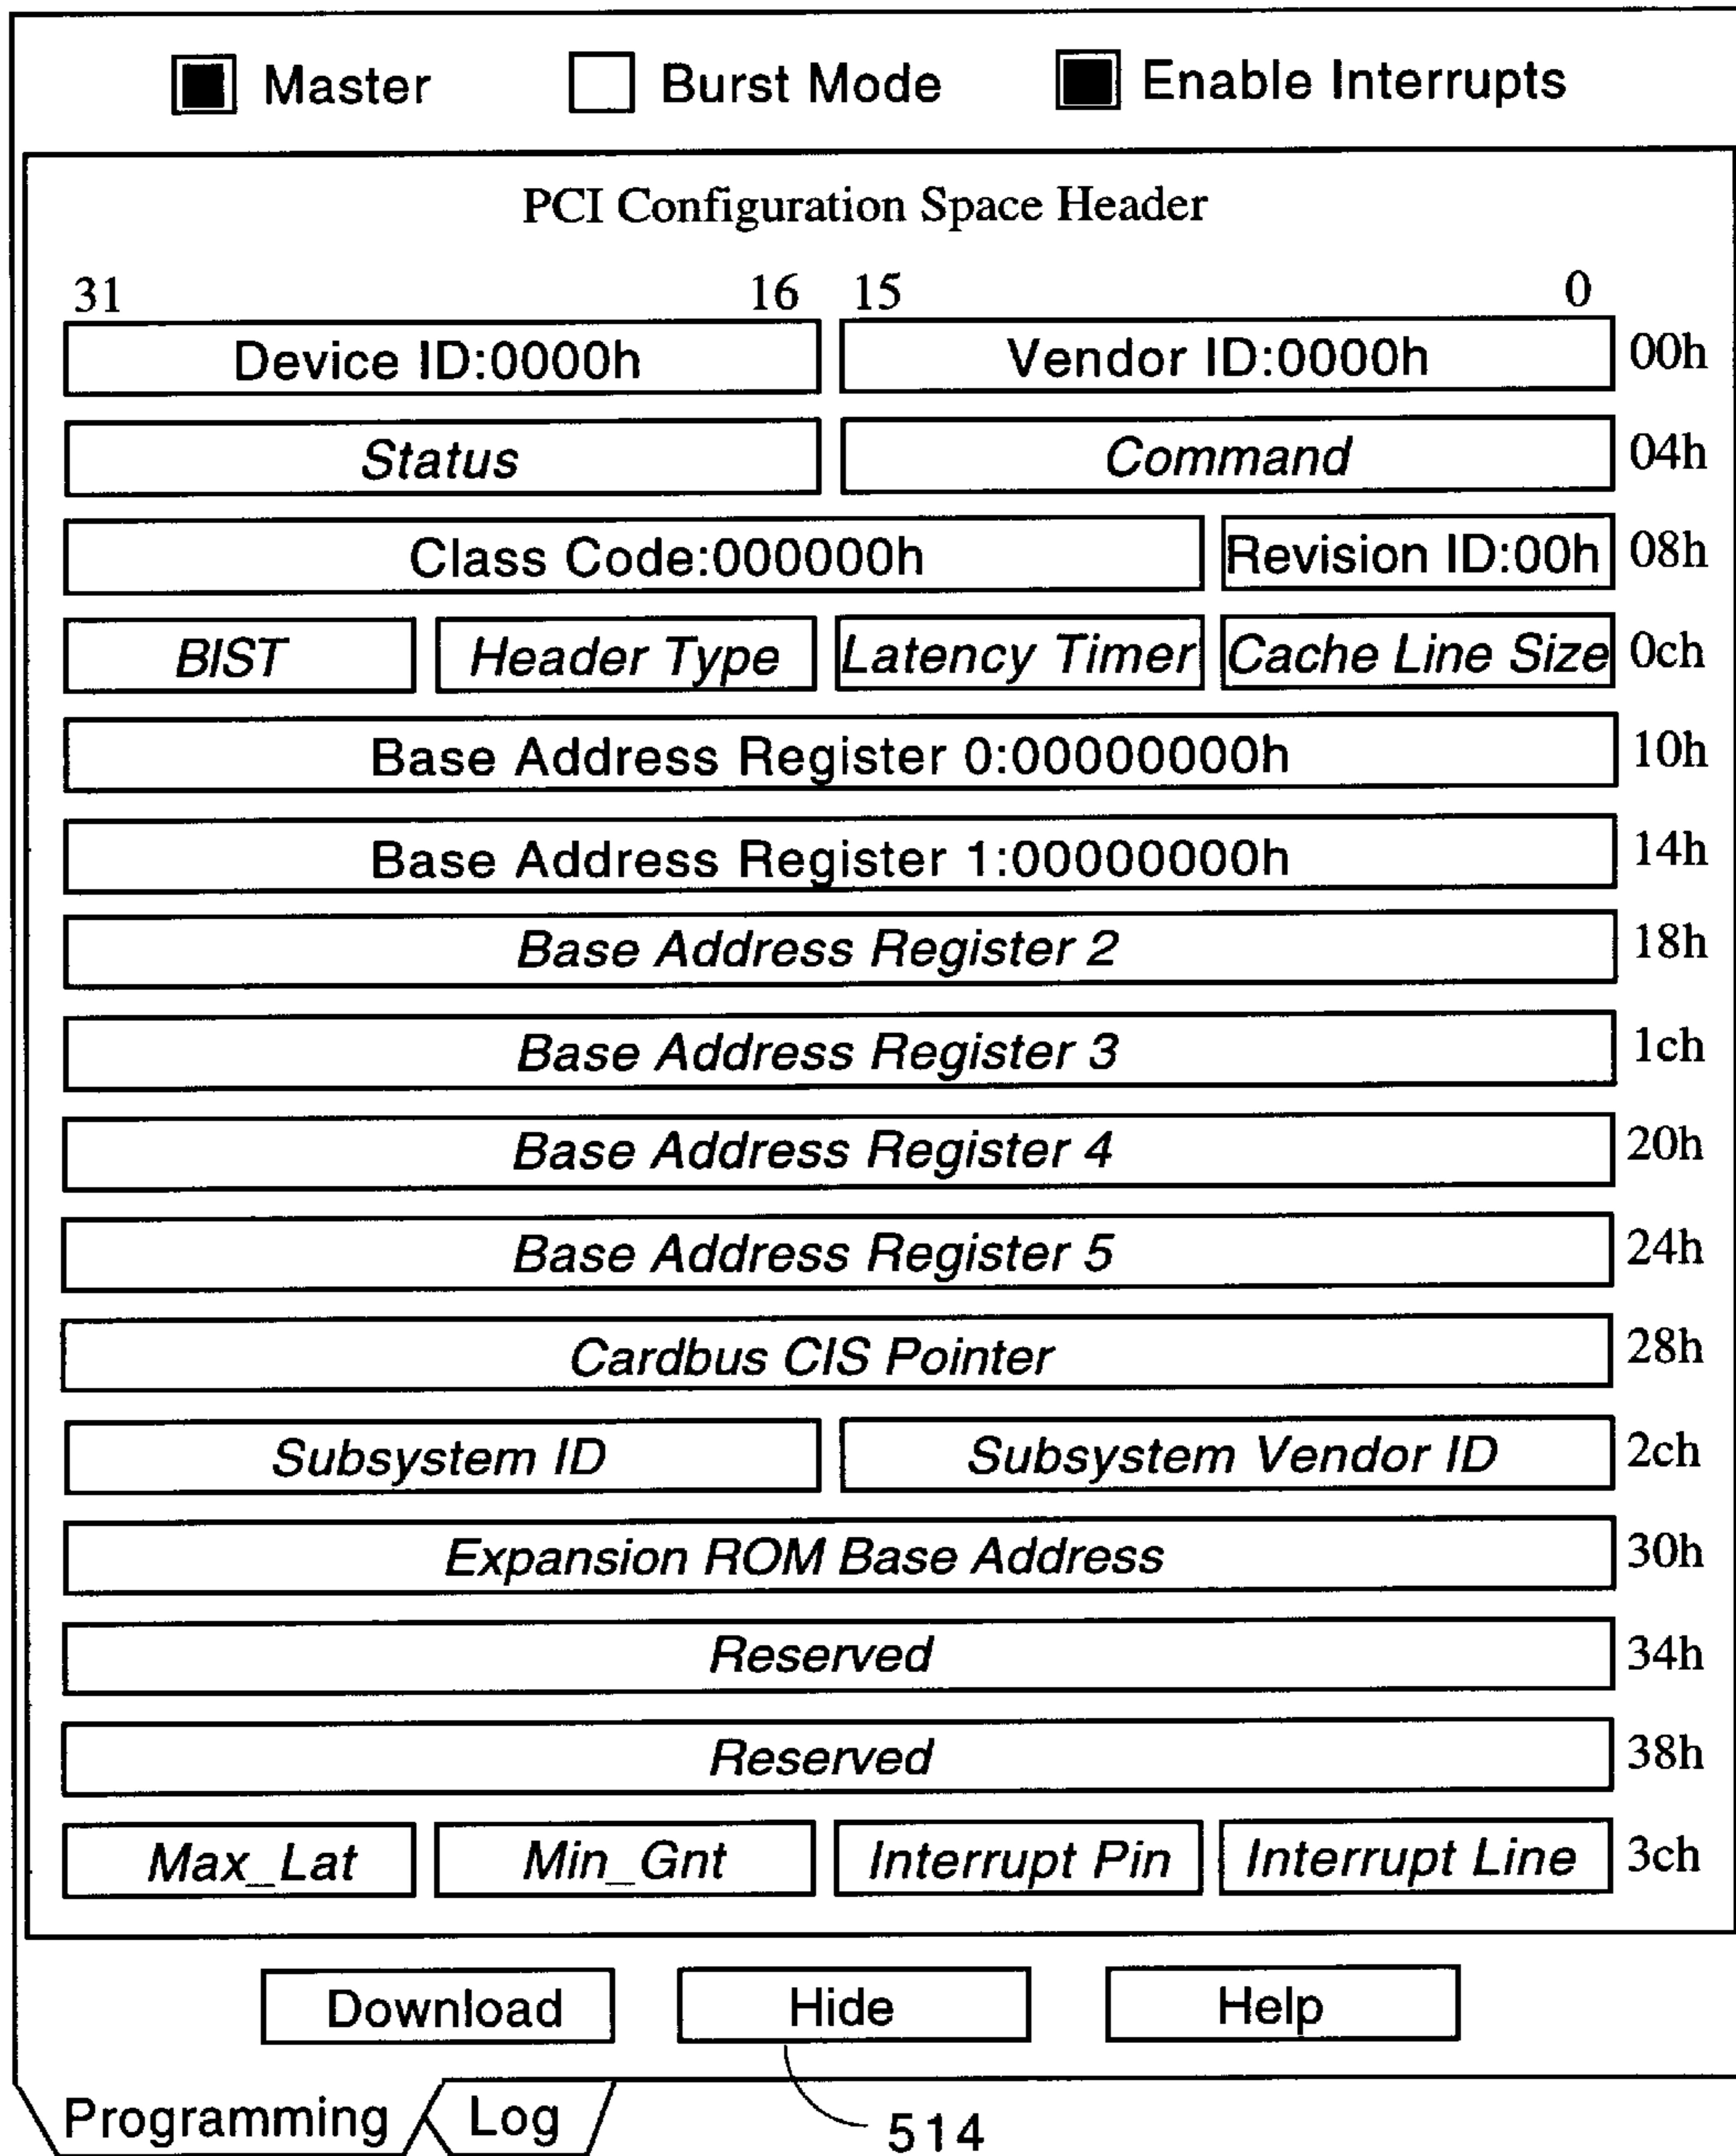 Master Burst Mode Enable Interrupts
PCI Configuration Space Header
31 16 15 0
Device ID:0000h Vendor ID:0000h 00h
Status Command 04h
Class Code:000000h Revision ID:00h 08h
BIST Header Type Latency Timer Cache Line Size 0ch
Base Address Register 0:00000000h 10h
Base Address Register 1:00000000h 14h
Base Address Register 2 18h
Base Address Register 3 1ch
Base Address Register 4 20h
Base Address Register 5 24h
Cardbus CIS Pointer 28h
Subsystem ID Subsystem Vendor ID 2ch
Expansion ROM Base Address 30h
Reserved 34h
Reserved 38h
Max_Lat Min_Gnt Interrupt Pin Interrupt Line 3ch
Download Hide Help
Programming Log 514